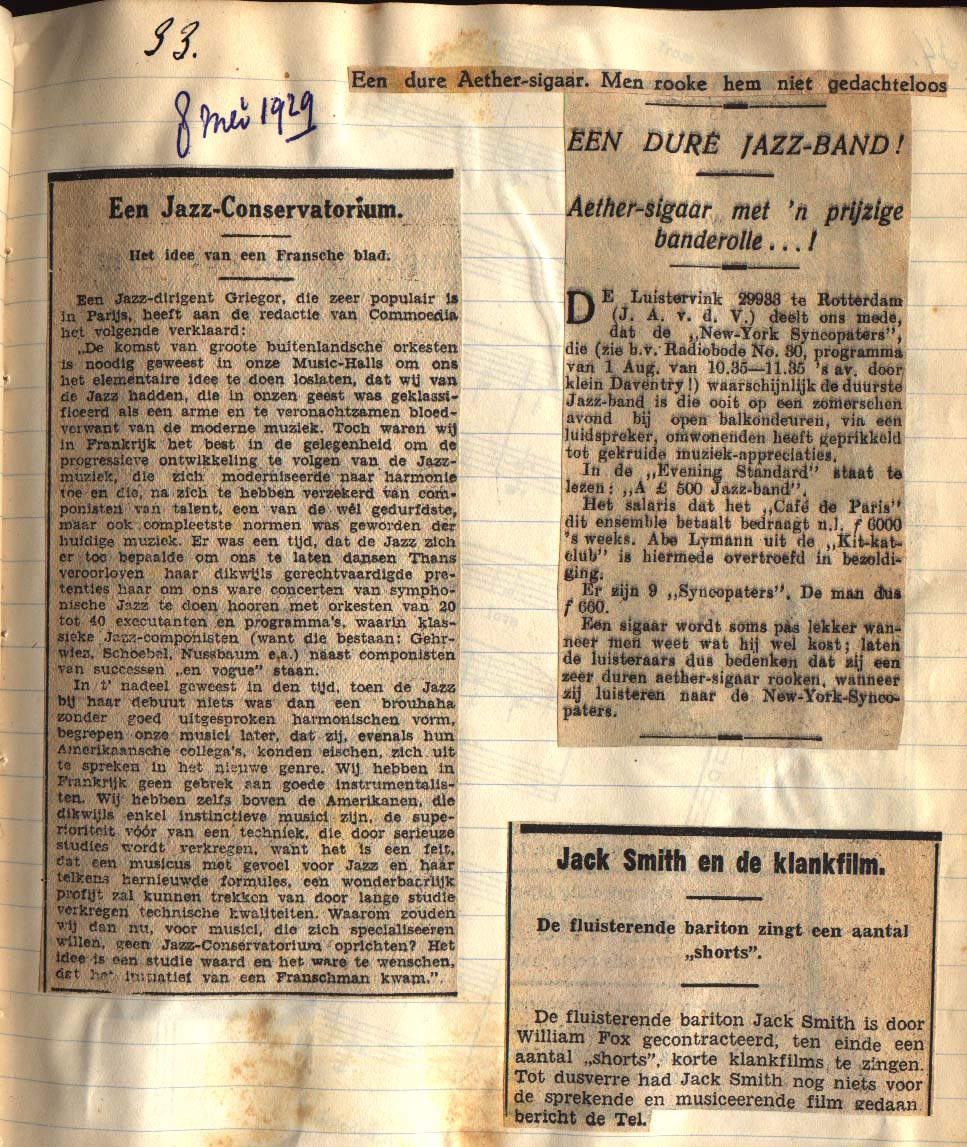 33.
8 mei 1929
Een Jazz-Conservatorium.
Het idee van een Fransche blad.
Een Jazz-dirigent Griegor, die zeer populair is
in Parijs, heeft aan de redactie van Commoedia
het volgende verklaard:
„De komst van groote buitenlandsche orkesten
is noodig geweest in onze Music-Halls om ons
het elementaire idee te doen loslaten, dat wij van
de Jazz hadden, die in onzen geest was geklassi-
ficeerd als een arme en te veronachtzamen bloed-
verwant van de moderne muziek. Toch waren wij
in Frankrijk het best in de gelegenheid om de
progressieve ontwikkeling te volgen van de Jazz-
muziek, die zich moderniseerde naar harmonie
toe en die, na zich te hebben verzekerd van com-
ponisten van talent, een van de wèl gedurfdste,
maar ook compleetste normen was geworden der
huidige muziek. Er was een tijd, dat de Jazz zich
er toe bepaalde om ons te laten dansen Thans
veroorloven haar dikwijls gerechtvaardigde pre-
tenties haar om ons ware concerten van sympho-
nische Jazz te doen hooren met orkesten van 20
tot 40 executanten en programma's, waarin klas-
sieke Jazz-componisten (want die bestaan: Gehr-
wiez, Schoebel, Nussbaum e.a.) naast componisten
van successen „en vogue” staan.
In t' nadeel geweest in den tijd, toen de Jazz
bij haar debuut niets was dan een brouhaha
zonder goed uitgesproken harmonischen vorm,
begrepen onze musici later, dat zij, evenals hun
Amerikaansche collega's, konden eischen, zich uit
te spreken in het nieuwe genre. Wij hebben in
Frankrijk geen gebrek aan goede instrumentalis-
ten. Wij hebben zelfs boven de Amerikanen, die
dikwijls enkel instinctieve musici zijn, de supe-
rioriteit vóór van een techniek, die door serieuze
studies wordt verkregen, want het is een feit,
dat een musicus met gevoel voor Jazz en haar
telkens hernieuwde formules, een wonderbaarlijk
profijt zal kunnen trekken van door lange studie
verkregen technische kwaliteiten. Waarom zouden
wij dan nu, voor musici, die zich specialiseeren
willen, geen Jazz-Conservatorium oprichten? Het
idee is een studie waard en het ware te wenschen,
dat het initiatief van een Franschman kwam.”
Een dure Aether-sigaar. Men rooke hem niet gedachteloos
EEN DURE JAZZ-BAND!
Aether-sigaar met 'n prijzige
banderolle...!
DE Luistervink 29933 te Rotterdam
(J. A. v. d. V.) deelt ons mede,
dat de „New-York Syncopaters”,
die (zie b.v. Radiobode No. 30, programma
van 1 Aug. van 10.35—11.35 's av. door
klein Daventry!) waarschijnlijk de duurste
Jazz-band is die ooit op een zomerschen
avond bij open balkondeuren, via een
luidspreker, omwonenden heeft geprikkeld
tot gekruide muziek-appreciaties.
In de „Evening Standard” staat te
lezen: „A £ 500 Jazz-band”.
Het salaris dat het „Café de Paris”
dit ensemble betaalt bedraagt n.l. f 6000
's weeks. Abe Lymann uit de „Kit-kat-
club” is hiermede overtroefd in bezoldi-
ging.
Er zijn 9 „Syncopaters”. De man dus
f 660.
Een sigaar wordt soms pas lekker wan-
neer men weet wat hij wel kost; laten
de luisteraars dus bedenken dat zij een
zeer duren aether-sigaar rooken, wanneer
zij luisteren naar de New-York-Synco-
paters.
Jack Smith en de klankfilm.
De fluisterende bariton zingt een aantal
„shorts”.
De fluisterende bariton Jack Smith is door
William Fox gecontracteerd, ten einde een
aantal „shorts”, korte klankfilms te zingen.
Tot dusverre had Jack Smith nog niets voor
de sprekende en musiceerende film gedaan
bericht de Tel.